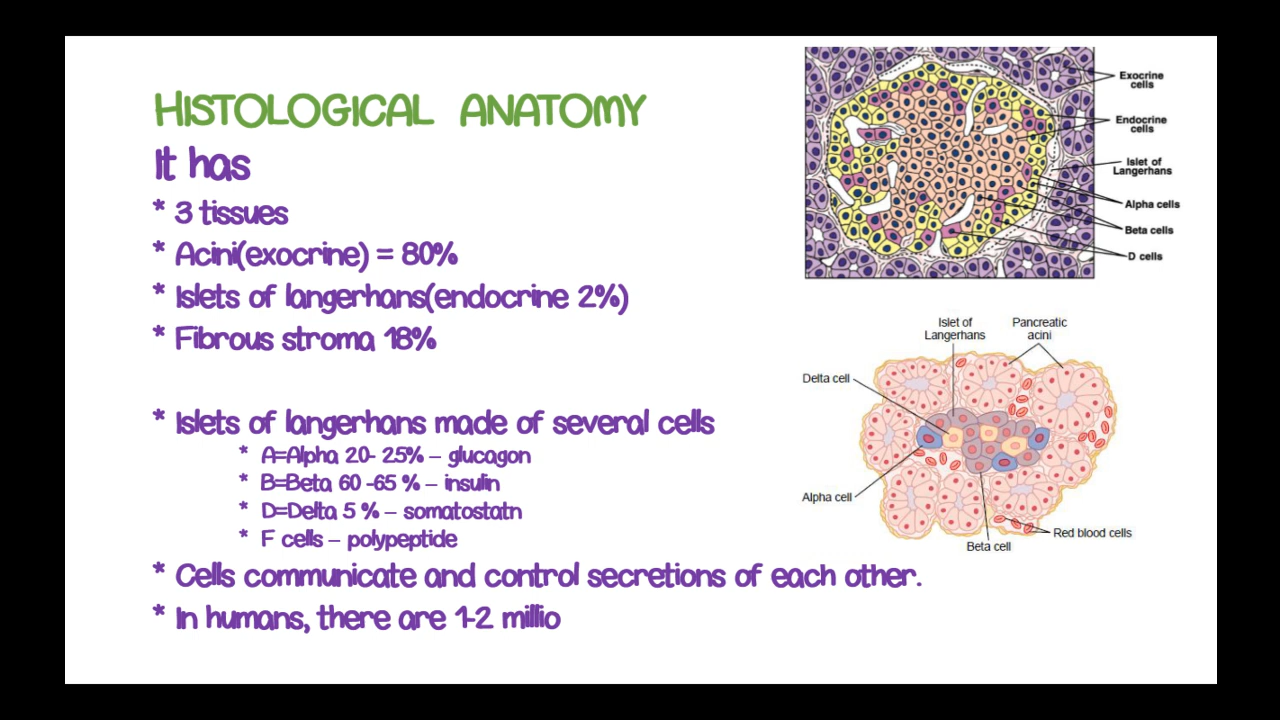 HISTOLOGICAL ANATOMY
It has
* 3 tissues
* Acini(exocrine) = 80%
* Islets of langerhans(endocrine 2%)
* Fibrous stroma 18%
* Islets of langerhans made of several cells
* A=Alpha 20- 25% – glucagon
* B=Beta 60 -65 % – insulin
* D=Delta 5 % – somatostatn
* F cells – polypeptide
* Cells communicate and control secretions of each other.
* In humans, there are 1-2 millio
Exocrine
cells
Endocrine
cells
Islet of
Langerhans
Alpha cells
Beta cells
D cells
Islet of
Langerhans
Pancreatic
acini
Delta cell
Alpha cell
Beta cell
Red blood cells